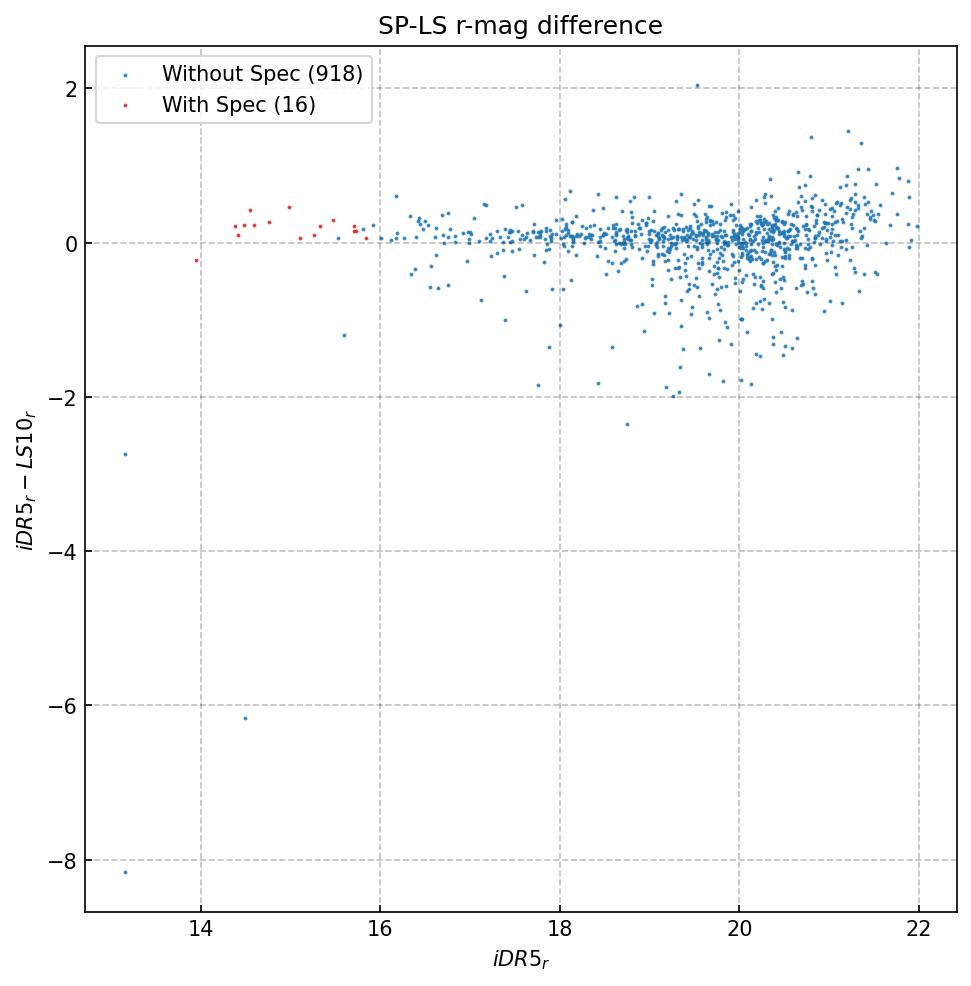 SP-LS r-mag difference
Without Spec (918)
With Spec (16)
2
0
−2
−4
−6
−8
iDR5r − LS10r
14 16 18 20 22
iDR5r